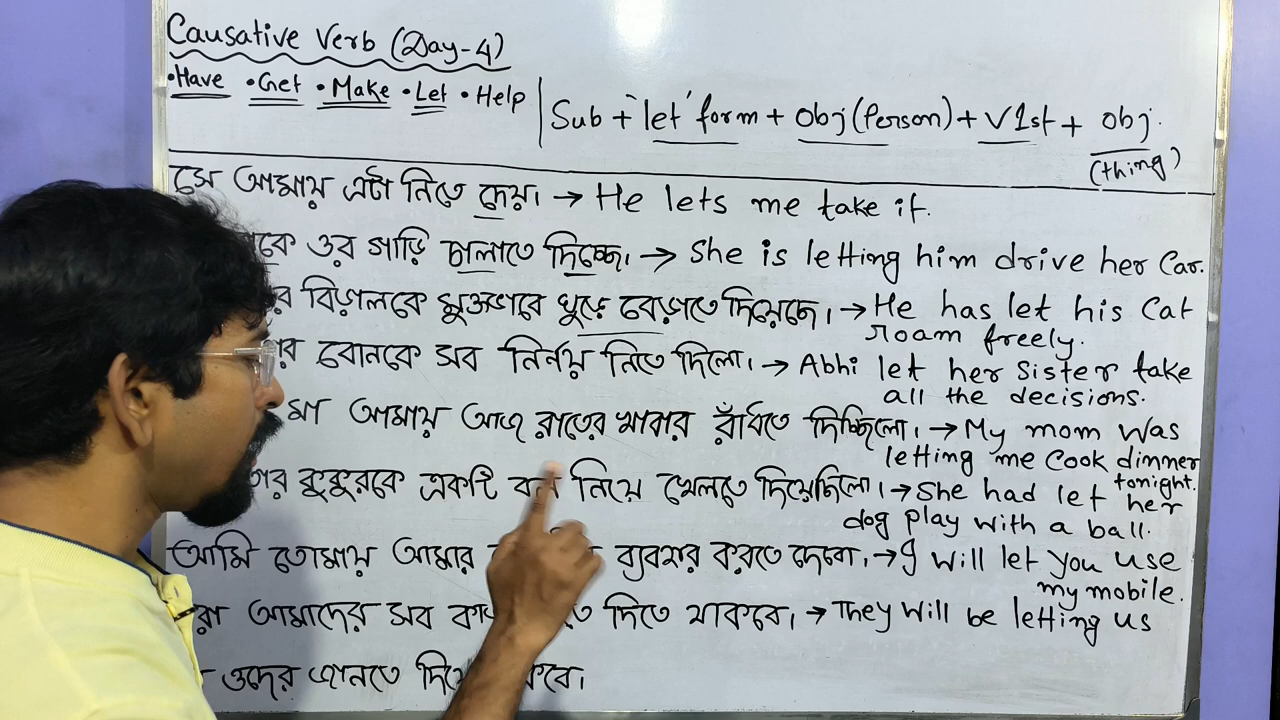 Causative Verb (Day-4)
•Have •Get •Make •Let •Help
Sub + 'let' form + Obj (Person) + V1st + Obj.
(thing)
সে আমায় এটা নিতে দেয়। → He lets me take it.
কে ওর গাড়ি চালাতে দিচ্ছে। → She is letting him drive her Car.
র বিড়ালকে মুক্তভাবে ঘুড়ে বেড়াতে দিয়েছে। → He has let his Cat
roam freely.
র বোনকে সব নির্নয় নিতে দিলো। → Abhi let her Sister take
all the decisions.
মা আমায় আজ রাতের খাবার রাঁধতে দিচ্ছিলো। → My mom was
letting me Cook dinner
tonight.
তার কুকুরকে একটি বল নিয়ে খেলতে দিয়েছিলো। → She had let her
dog play with a ball.
আমি তোমায় আমার ব্যবহার করতে দেবো। → I will let you use
my mobile.
রা আমাদের সব দিতে থাকবে। → They will be letting us
ওদের জানতে